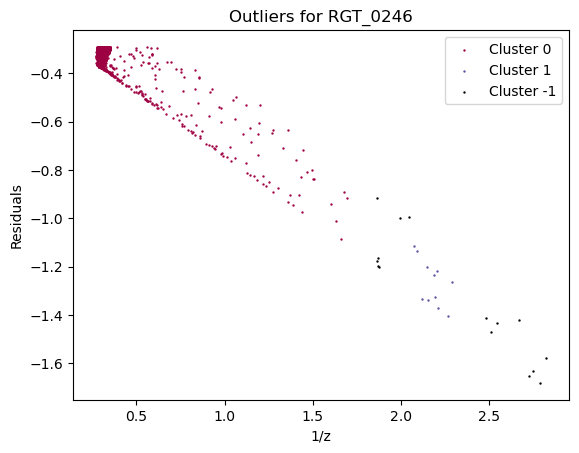 Outliers for RGT_0246
Cluster 0
Cluster 1
Cluster -1
−0.4
−0.6
−0.8
−1.0
−1.2
−1.4
−1.6
Residuals
0.5 1.0 1.5 2.0 2.5
1/z